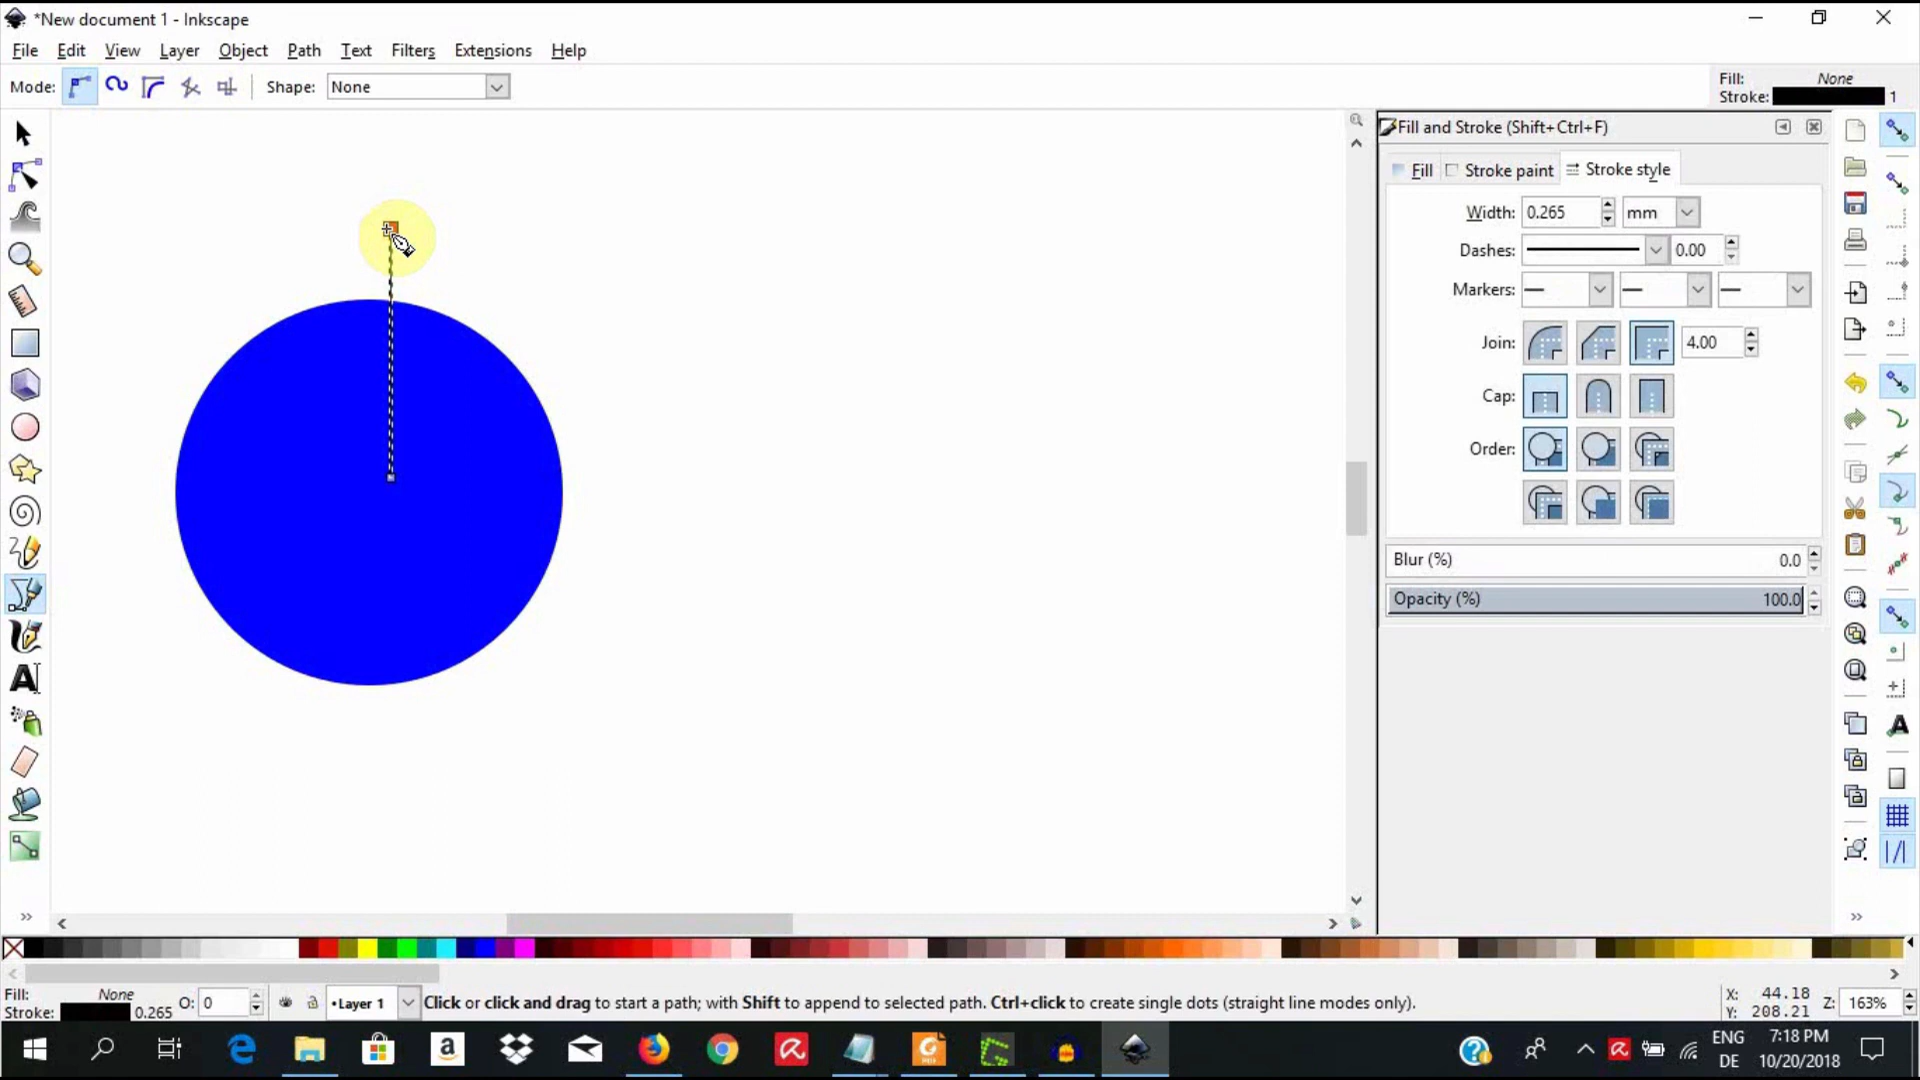 *New document 1 - Inkscape
File Edit View Layer Object Path Text Filters Extensions Help
Mode: Shape: None
Fill: None
Stroke: 1
Fill and Stroke (Shift+Ctrl+F)
Fill Stroke paint Stroke style
Width: 0.265 mm
Dashes: 0.00
Markers:
Join: 4.00
Cap:
Order:
Blur (%) 0.0
Opacity (%) 100.0
Fill: None
Stroke: 0.265
O: 0
•Layer 1
Click or click and drag to start a path; with Shift to append to selected path. Ctrl+click to create single dots (straight line modes only).
X: 44.18
Y: 208.21
Z: 163%
ENG
DE
7:18 PM
10/20/2018